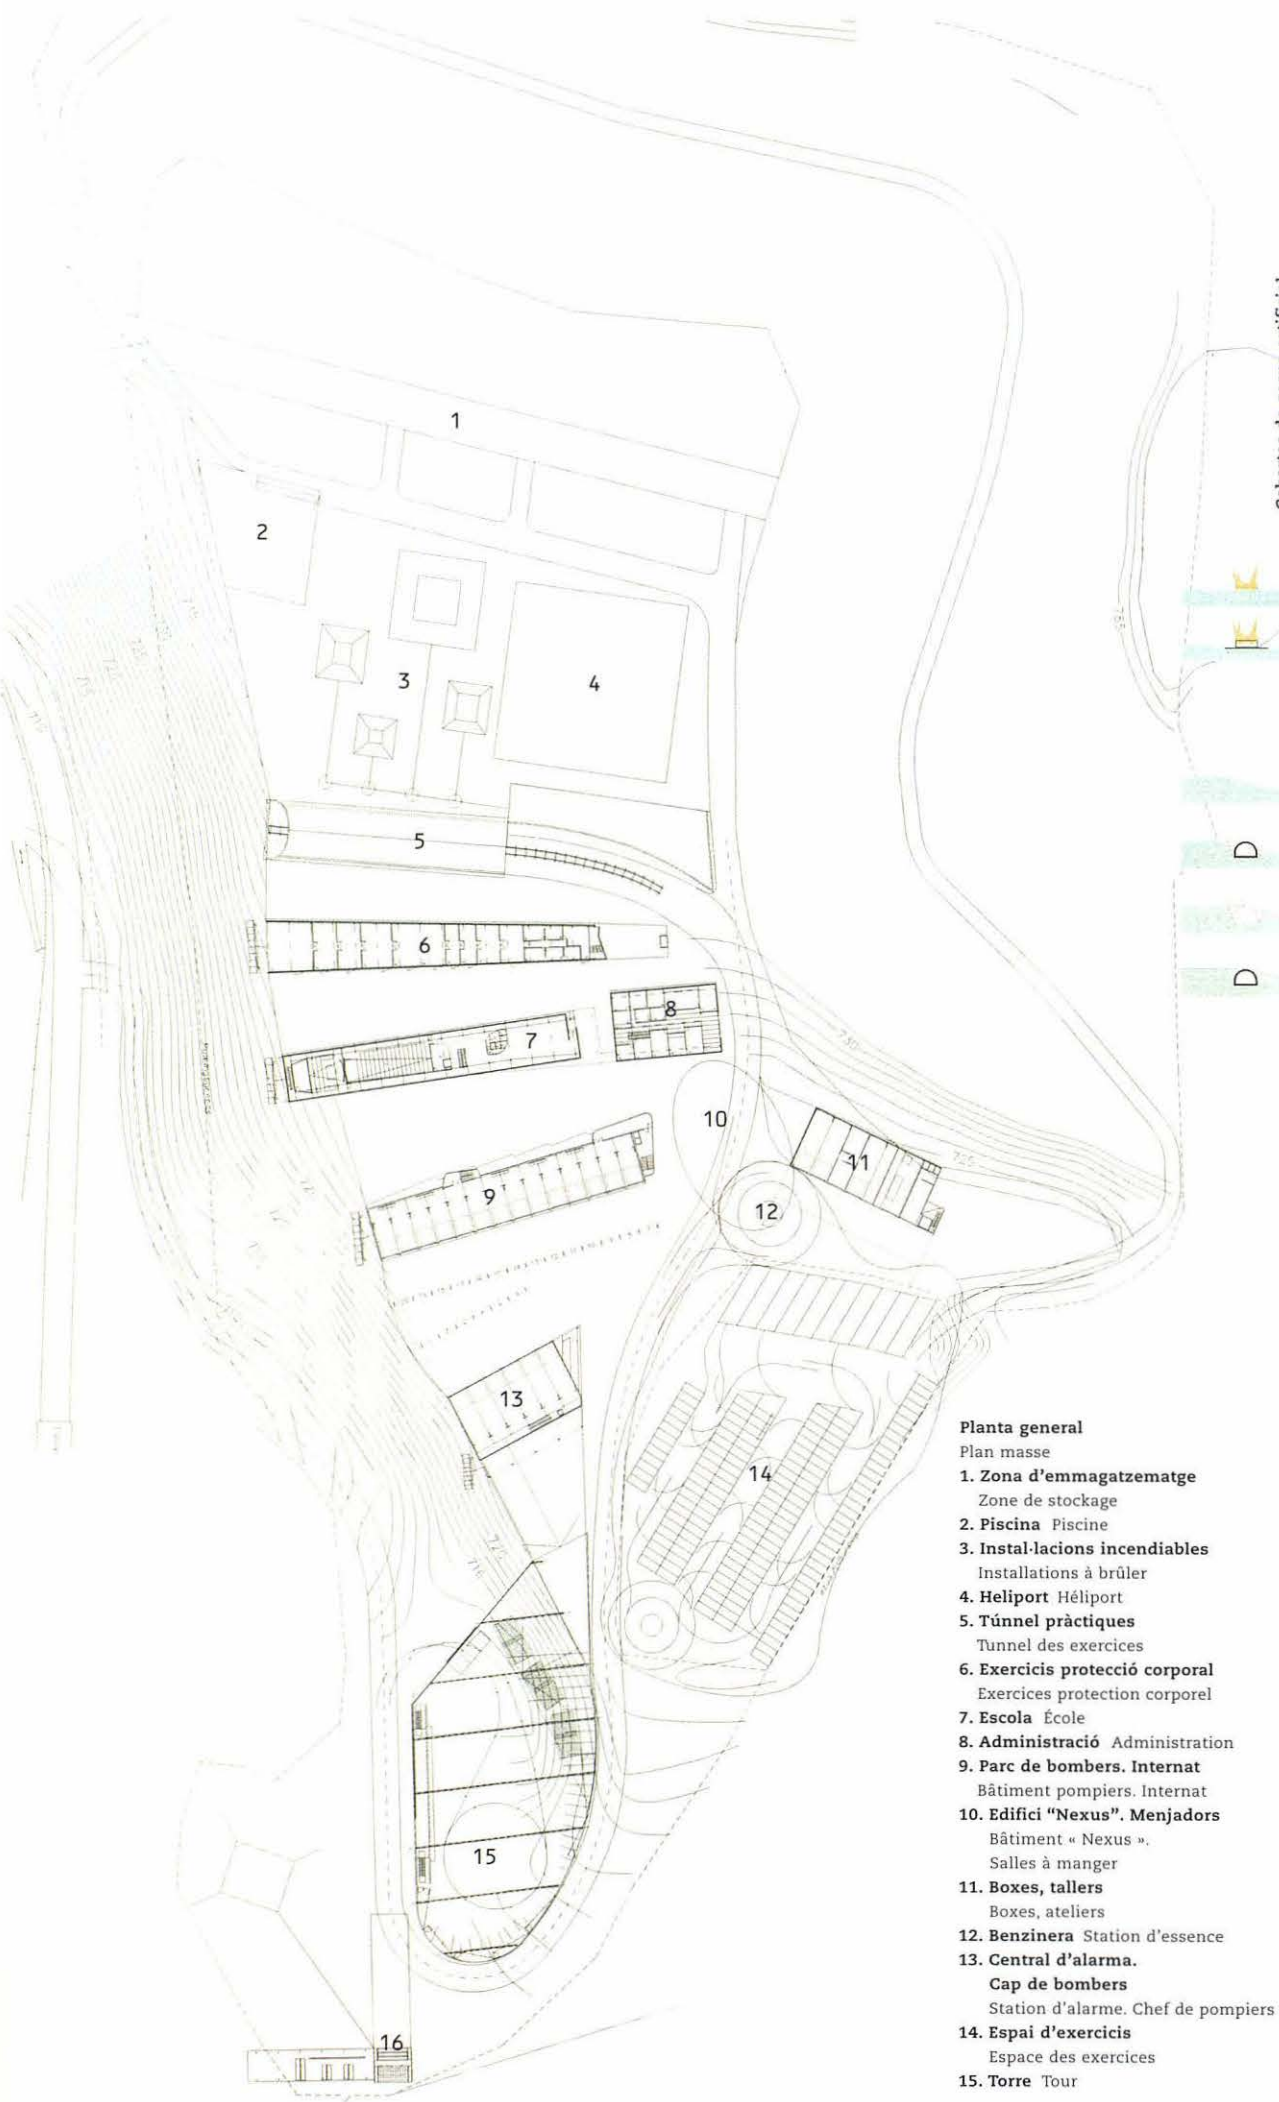 1
2
3
4
5
6
7
8
9
10
11
12
13
14
15
16
730
725
716
Planta general
Plan masse
1. Zona d'emmagatzematge
Zone de stockage
2. Piscina Piscine
3. Instal·lacions incendiables
Installations à brûler
4. Heliport Héliport
5. Túnnel pràctiques
Tunnel des exercices
6. Exercicis protecció corporal
Exercices protection corporel
7. Escola École
8. Administració Administration
9. Parc de bombers. Internat
Bâtiment pompiers. Internat
10. Edifici “Nexus”. Menjadors
Bâtiment « Nexus ».
Salles à manger
11. Boxes, tallers
Boxes, ateliers
12. Benzinera Station d'essence
13. Central d'alarma.
Cap de bombers
Station d'alarme. Chef de pompiers
14. Espai d'exercicis
Espace des exercices
15. Torre Tour
D
D